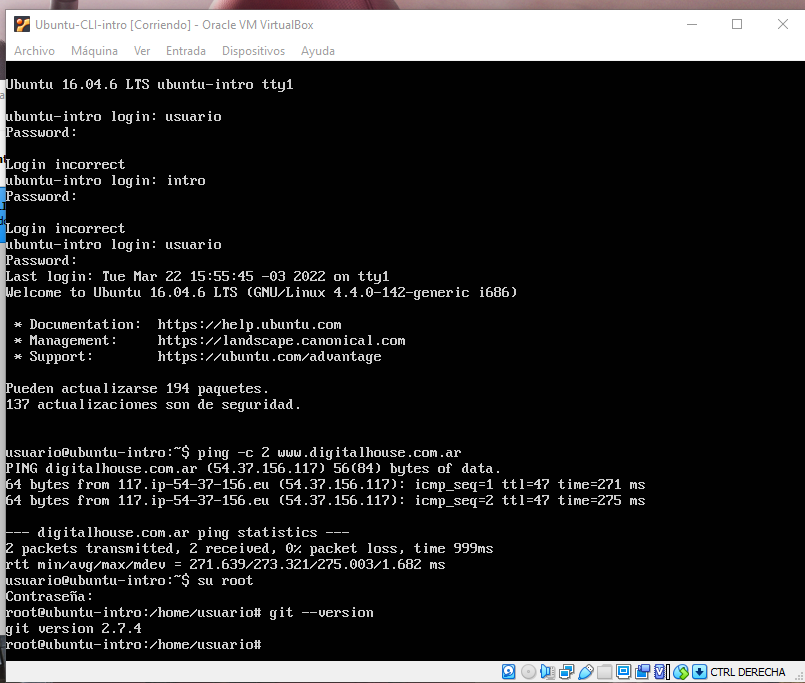 Ubuntu-CLI-intro [Corriendo] - Oracle VM VirtualBox
Archivo Máquina Ver Entrada Dispositivos Ayuda
Ubuntu 16.04.6 LTS ubuntu-intro tty1
ubuntu-intro login: usuario
Password:
Login incorrect
ubuntu-intro login: intro
Password:
Login incorrect
ubuntu-intro login: usuario
Password:
Last login: Tue Mar 22 15:55:45 -03 2022 on tty1
Welcome to Ubuntu 16.04.6 LTS (GNU/Linux 4.4.0-142-generic i686)
* Documentation: https://help.ubuntu.com
* Management: https://landscape.canonical.com
* Support: https://ubuntu.com/advantage
Pueden actualizarse 194 paquetes.
137 actualizaciones son de seguridad.
usuario@ubuntu-intro:~$ ping -c 2 www.digitalhouse.com.ar
PING digitalhouse.com.ar (54.37.156.117) 56(84) bytes of data.
64 bytes from 117.ip-54-37-156.eu (54.37.156.117): icmp_seq=1 ttl=47 time=271 ms
64 bytes from 117.ip-54-37-156.eu (54.37.156.117): icmp_seq=2 ttl=47 time=275 ms
--- digitalhouse.com.ar ping statistics ---
2 packets transmitted, 2 received, 0% packet loss, time 999ms
rtt min/avg/max/mdev = 271.639/273.321/275.003/1.682 ms
usuario@ubuntu-intro:~$ su root
Contraseña:
root@ubuntu-intro:/home/usuario# git --version
git version 2.7.4
root@ubuntu-intro:/home/usuario#
CTRL DERECHA